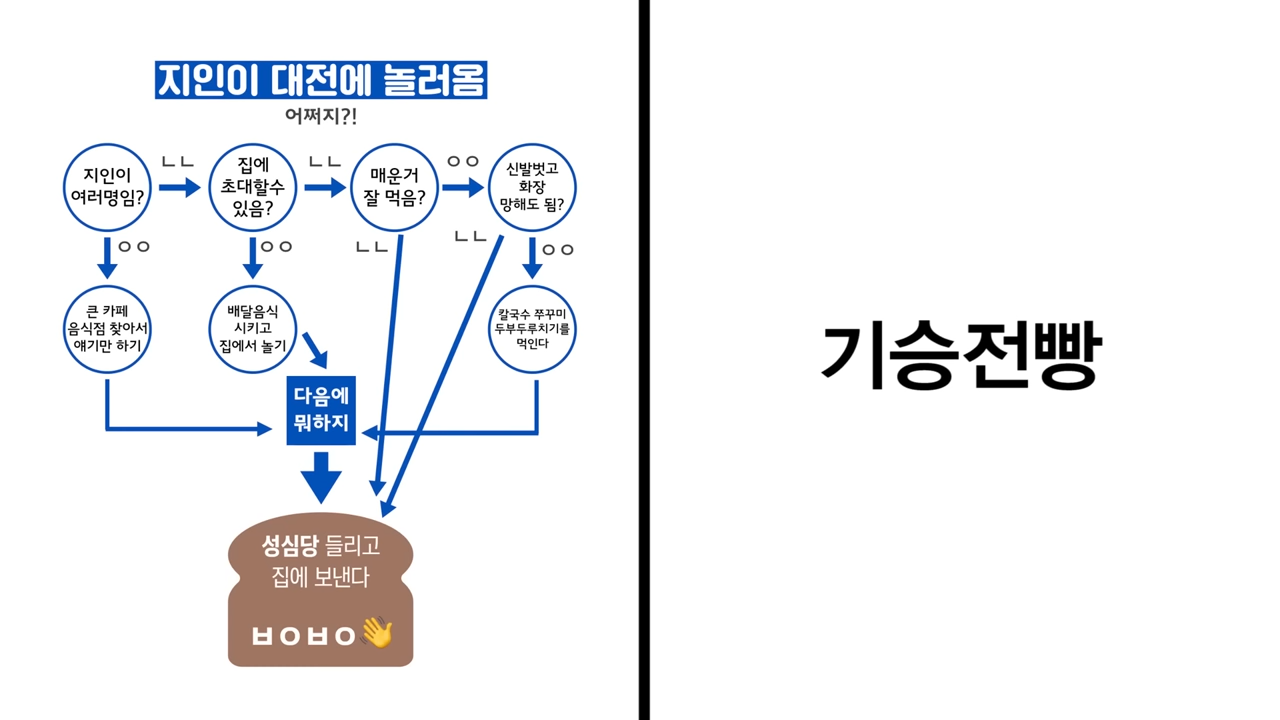 지인이 대전에 놀러옴
어쩌지?!
지인이
여러명임?
ㄴㄴ
집에
초대할수
있음?
ㄴㄴ
매운거
잘 먹음?
ㅇㅇ
신발벗고
화장
망해도 됨?
ㅇㅇ
ㅇㅇ
ㄴㄴ
ㄴㄴ
ㅇㅇ
큰 카페
음식점 찾아서
얘기만 하기
배달음식
시키고
집에서 놀기
칼국수 쭈꾸미
두부두루치기를
먹인다
다음에
뭐하지
성심당 들리고
집에 보낸다
ㅂㅇㅂㅇ👋
기승전빵